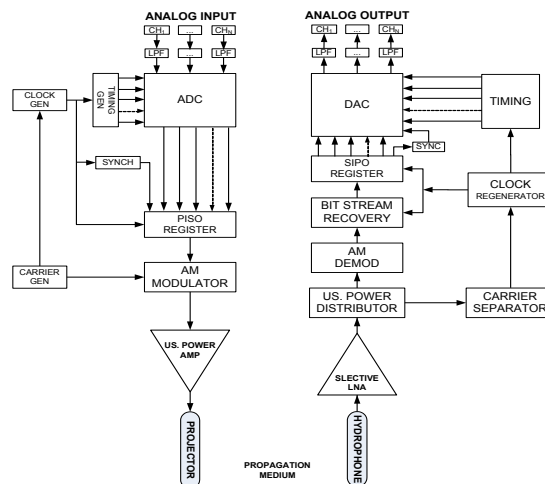 ANALOG INPUT
CH1 ... CHN
LPF ... LPF
CLOCK GEN
TIMING GEN
ADC
SYNCH
PISO REGISTER
CARRIER GEN
AM MODULATOR
US. POWER AMP
PROJECTOR
ANALOG OUTPUT
CH1 ... CHN
LPF ... LPF
DAC
TIMING
SYNC
SIPO REGISTER
CLOCK REGENERATOR
BIT STREAM RECOVERY
AM DEMOD
US. POWER DISTRIBUTOR
CARRIER SEPARATOR
SLECTIVE LNA
HYDROPHONE
PROPAGATION MEDIUM